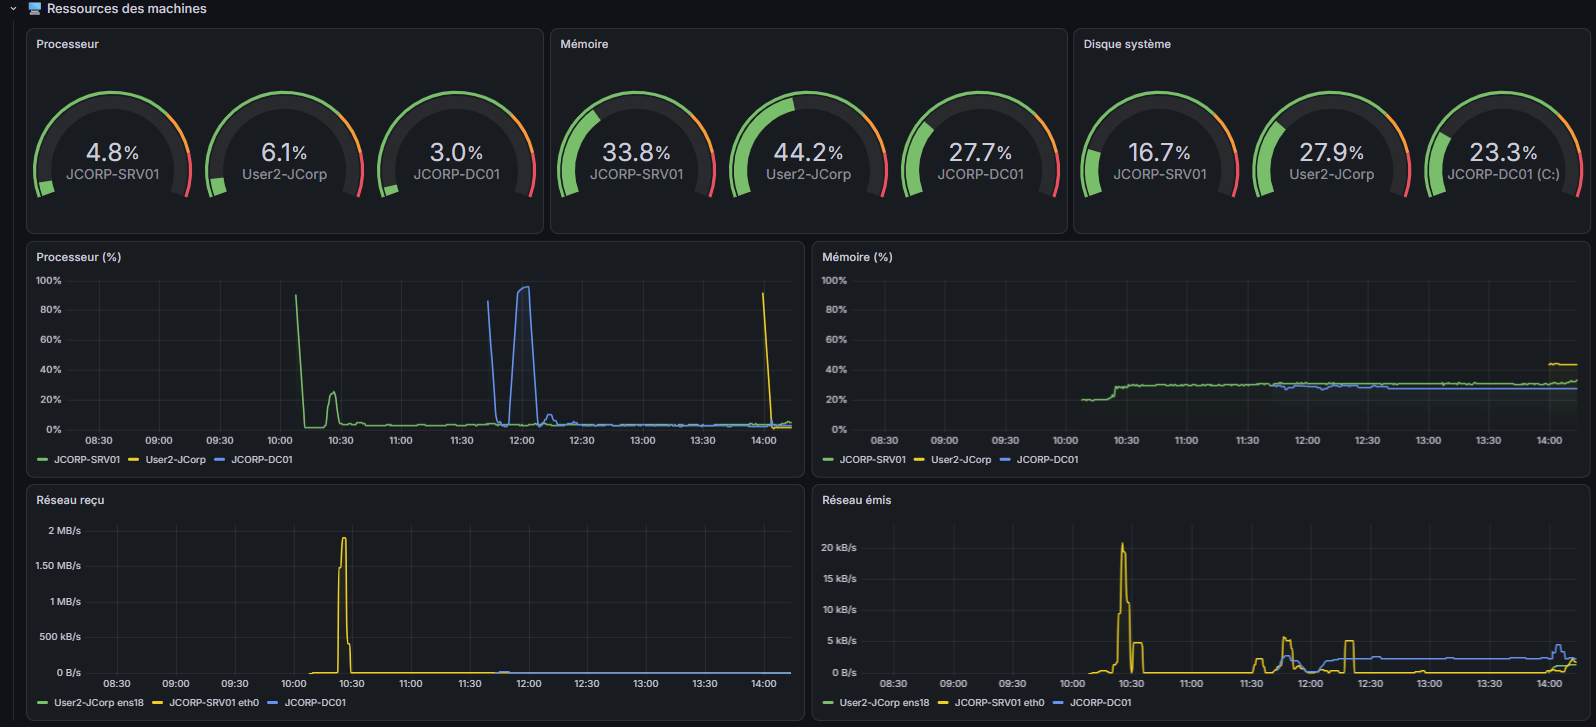 Ressources des machines
Processeur
4.8%
JCORP-SRV01
6.1%
User2-JCorp
3.0%
JCORP-DC01
Mémoire
33.8%
JCORP-SRV01
44.2%
User2-JCorp
27.7%
JCORP-DC01
Disque système
16.7%
JCORP-SRV01
27.9%
User2-JCorp
23.3%
JCORP-DC01 (C:)
Processeur (%)
100%
80%
60%
40%
20%
0%
08:30 09:00 09:30 10:00 10:30 11:00 11:30 12:00 12:30 13:00 13:30 14:00
JCORP-SRV01 User2-JCorp JCORP-DC01
Mémoire (%)
100%
80%
60%
40%
20%
0%
08:30 09:00 09:30 10:00 10:30 11:00 11:30 12:00 12:30 13:00 13:30 14:00
JCORP-SRV01 User2-JCorp JCORP-DC01
Réseau reçu
2 MB/s
1.50 MB/s
1 MB/s
500 kB/s
0 B/s
08:30 09:00 09:30 10:00 10:30 11:00 11:30 12:00 12:30 13:00 13:30 14:00
User2-JCorp ens18 JCORP-SRV01 eth0 JCORP-DC01
Réseau émis
20 kB/s
15 kB/s
10 kB/s
5 kB/s
0 B/s
08:30 09:00 09:30 10:00 10:30 11:00 11:30 12:00 12:30 13:00 13:30 14:00
User2-JCorp ens18 JCORP-SRV01 eth0 JCORP-DC01